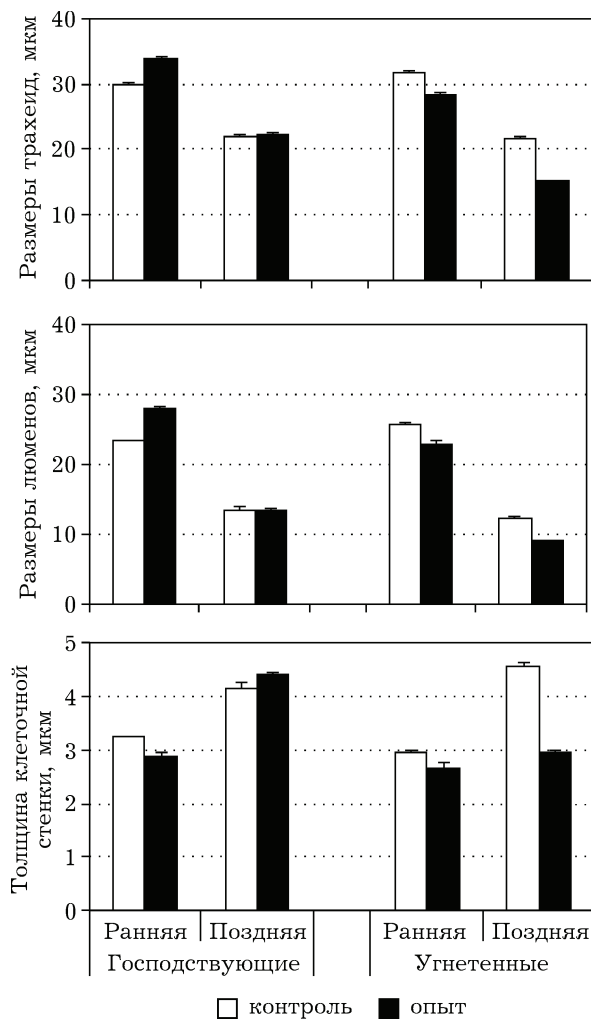 Размеры трахеид, мкм
40
30
20
10
0
Размеры люменов, мкм
40
30
20
10
0
Толщина клеточной
стенки, мкм
5
4
3
2
1
0
Ранняя Поздняя Ранняя Поздняя
Господствующие Угнетенные
контроль опыт